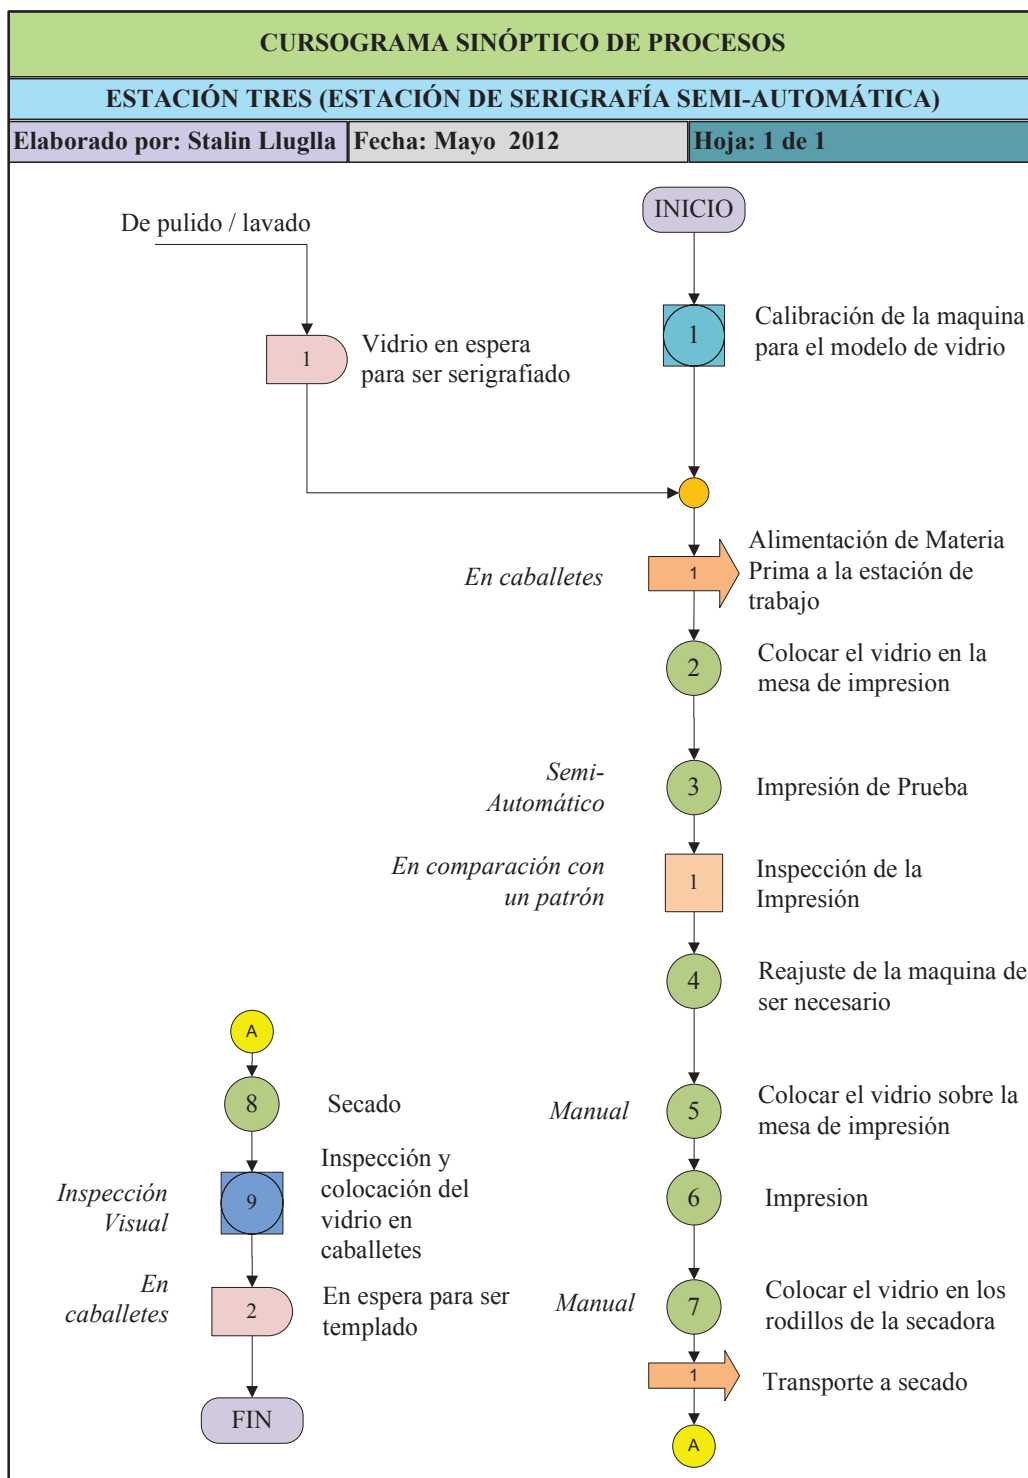 CURSOGRAMA SINÓPTICO DE PROCESOS
ESTACIÓN TRES (ESTACIÓN DE SERIGRAFÍA SEMI-AUTOMÁTICA)
Elaborado por: Stalin Lluglla
Fecha: Mayo 2012
Hoja: 1 de 1
De pulido / lavado
1
Vidrio en espera
para ser serigrafiado
INICIO
1
Calibración de la maquina
para el modelo de vidrio
En caballetes
1
Alimentación de Materia
Prima a la estación de
trabajo
2
Colocar el vidrio en la
mesa de impresion
Semi-
Automático
3
Impresión de Prueba
En comparación con
un patrón
1
Inspección de la
Impresión
4
Reajuste de la maquina de
ser necesario
Manual
5
Colocar el vidrio sobre la
mesa de impresión
6
Impresion
Manual
7
Colocar el vidrio en los
rodillos de la secadora
1
Transporte a secado
A
A
8
Secado
Inspección
Visual
9
Inspección y
colocación del
vidrio en
caballetes
En
caballetes
2
En espera para ser
templado
FIN